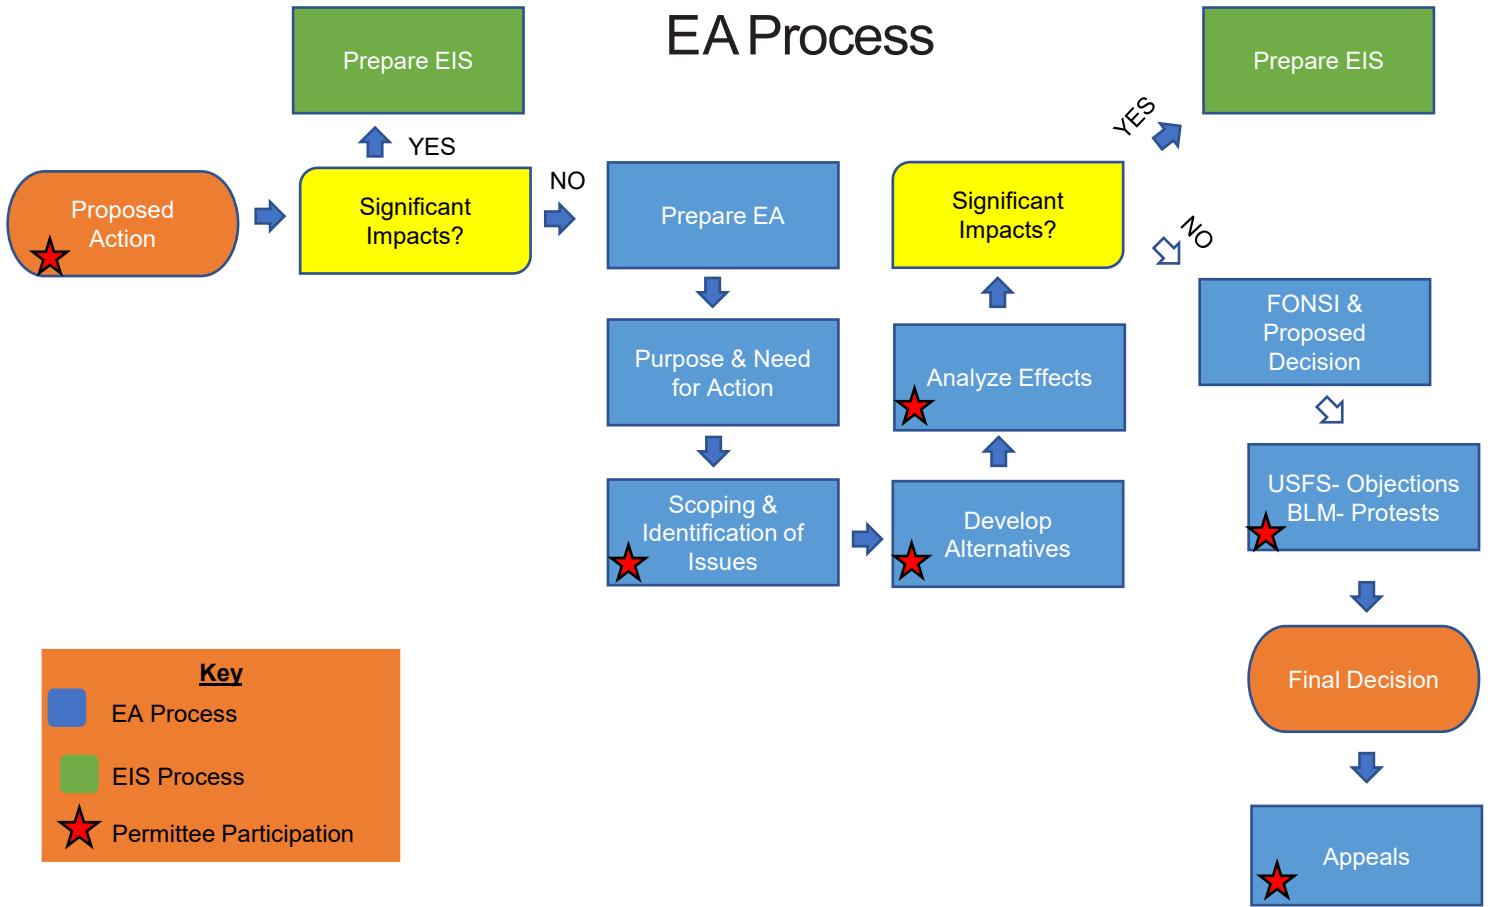 EA Process
Prepare EIS
YES
Proposed
Action
Significant
Impacts?
NO
Prepare EA
Purpose & Need
for Action
Scoping &
Identification of
Issues
Develop
Alternatives
Analyze Effects
Significant
Impacts?
YES
Prepare EIS
NO
FONSI &
Proposed
Decision
USFS- Objections
BLM- Protests
Final Decision
Appeals
Key
EA Process
EIS Process
Permittee Participation